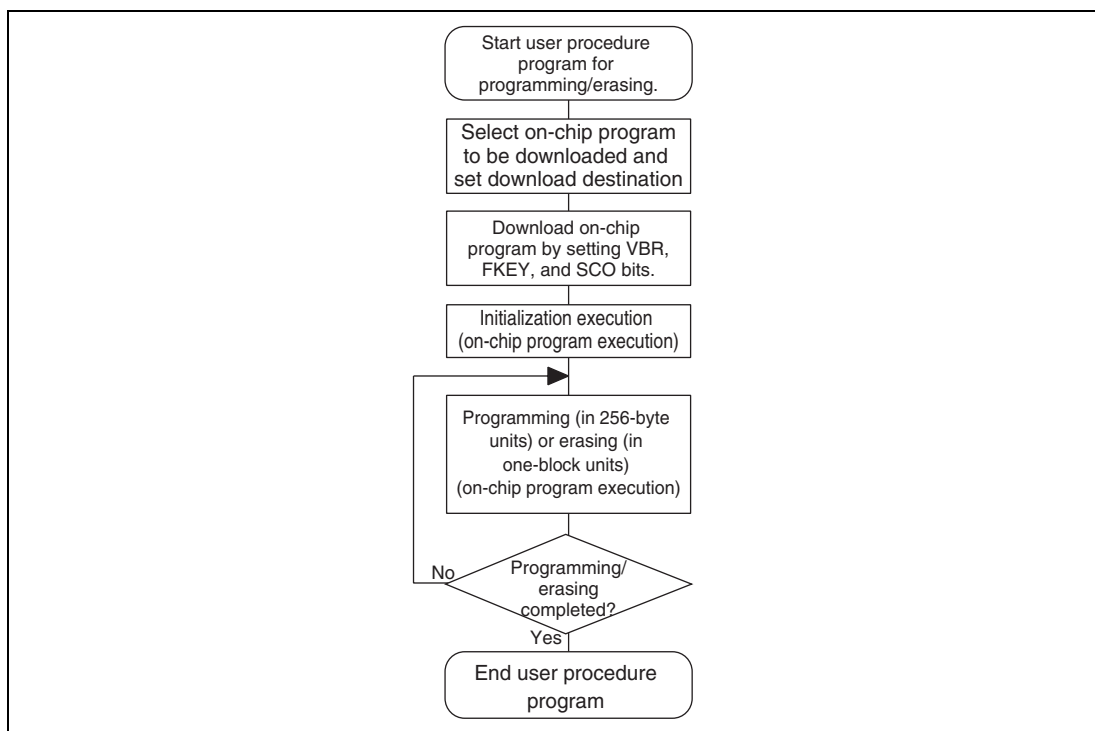 Start user procedure
program for
programming/erasing.
Select on-chip program
to be downloaded and
set download destination
Download on-chip
program by setting VBR,
FKEY, and SCO bits.
Initialization execution
(on-chip program execution)
Programming (in 256-byte
units) or erasing (in
one-block units)
(on-chip program execution)
No
Programming/
erasing
completed?
Yes
End user procedure
program